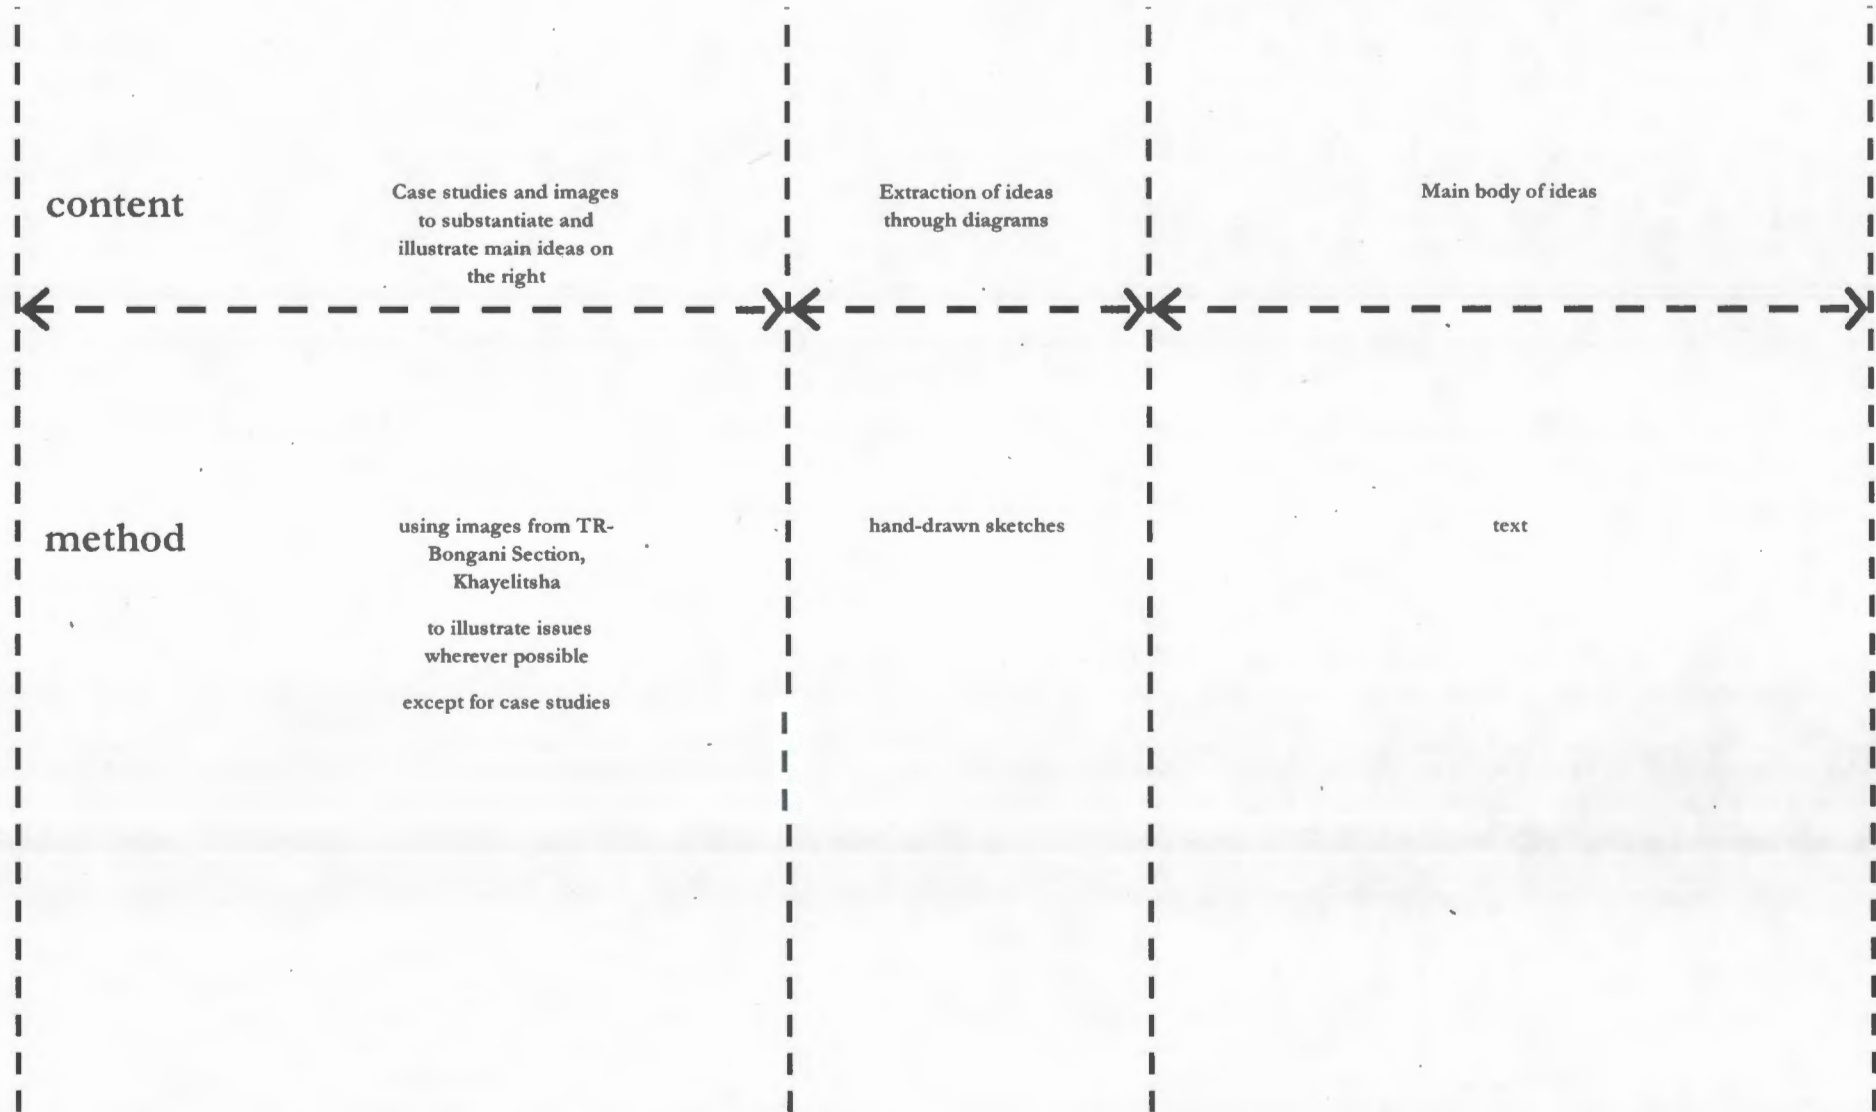 content
Case studies and images
to substantiate and
illustrate main ideas on
the right
Extraction of ideas
through diagrams
Main body of ideas
method
using images from TR-
Bongani Section,
Khayelitsha
to illustrate issues
wherever possible
except for case studies
hand-drawn sketches
text